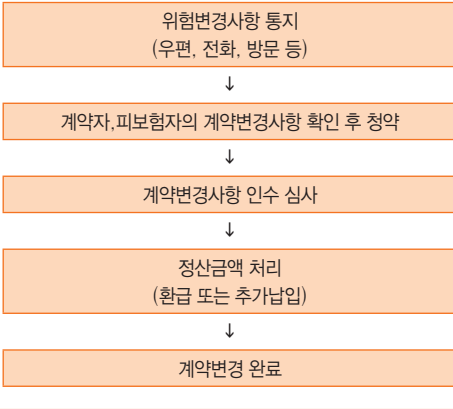 위험변경사항 통지
(우편, 전화, 방문 등)
↓
계약자,피보험자의 계약변경사항 확인 후 청약
↓
계약변경사항 인수 심사
↓
정산금액 처리
(환급 또는 추가납입)
↓
계약변경 완료